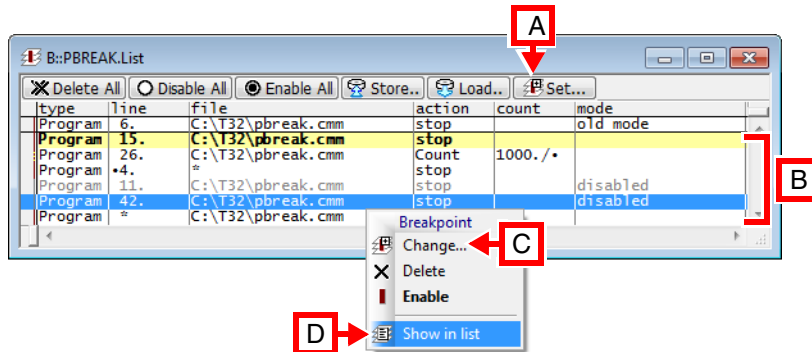 A
B::PBREAK.List
Delete All Disable All Enable All Store.. Load.. Set...
type line file action count mode
Program 6. C:\T32\pbreak.cmm stop old mode
Program 15. C:\T32\pbreak.cmm stop
Program 26. C:\T32\pbreak.cmm Count 1000./•
Program •4. * stop
Program 11. C:\T32\pbreak.cmm stop disabled
Program 42. C:\T32\pbreak.cmm stop disabled
Program * C:\T32\pbreak.cmm
B
Breakpoint
Change...
C
Delete
Enable
D
Show in list